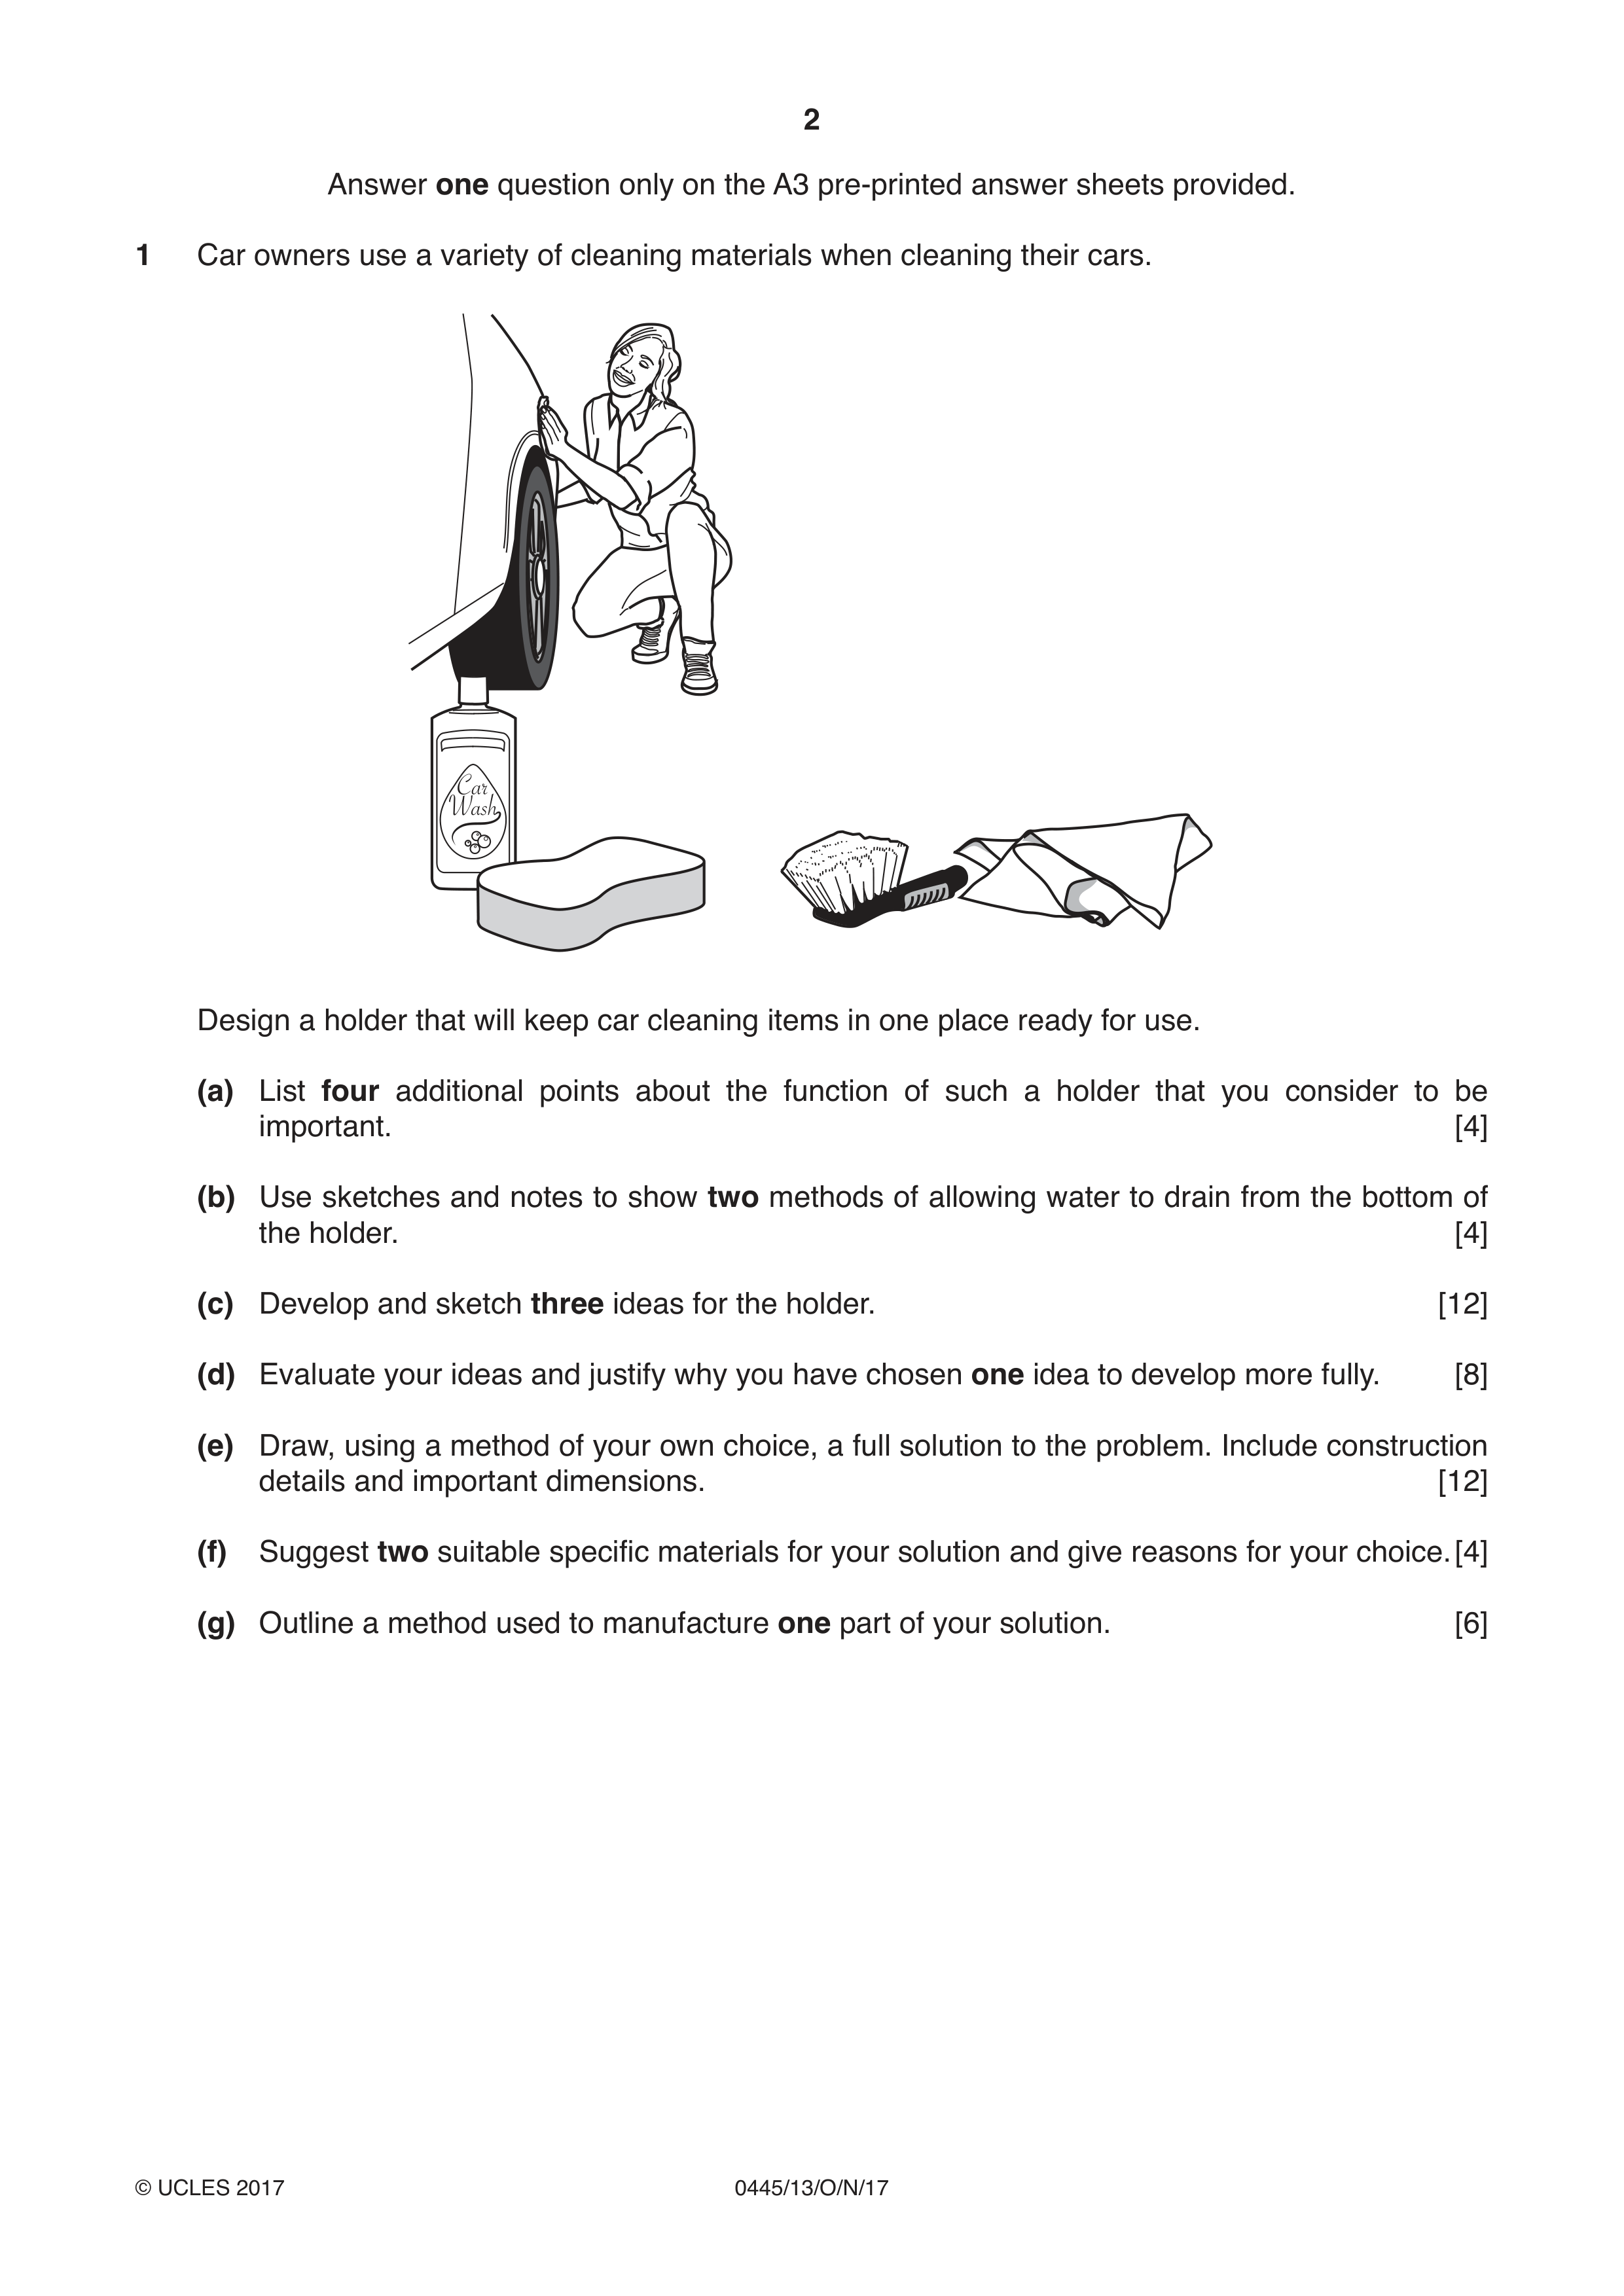 2
Answer one question only on the A3 pre-printed answer sheets provided.
1 Car owners use a variety of cleaning materials when cleaning their cars.
Car
Wash
Design a holder that will keep car cleaning items in one place ready for use.
(a) List four additional points about the function of such a holder that you consider to be
important. [4]
(b) Use sketches and notes to show two methods of allowing water to drain from the bottom of
the holder. [4]
(c) Develop and sketch three ideas for the holder. [12]
(d) Evaluate your ideas and justify why you have chosen one idea to develop more fully. [8]
(e) Draw, using a method of your own choice, a full solution to the problem. Include construction
details and important dimensions. [12]
(f) Suggest two suitable specific materials for your solution and give reasons for your choice. [4]
(g) Outline a method used to manufacture one part of your solution. [6]
© UCLES 2017 0445/13/O/N/17